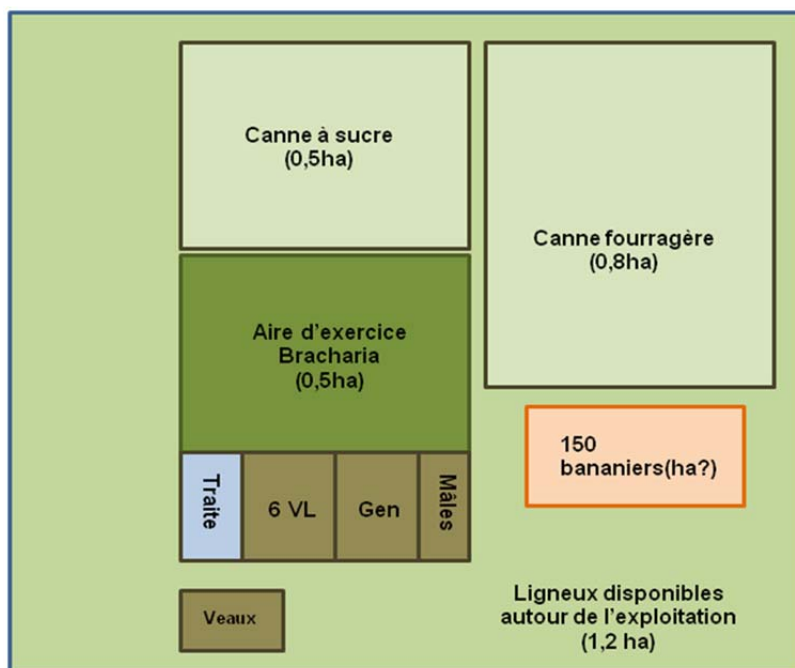 Canne à sucre
(0,5ha)
Canne fourragère
(0,8ha)
Aire d'exercice
Bracharia
(0,5ha)
150
bananiers(ha?)
Traite
6 VL
Gen
Mâles
Veaux
Ligneux disponibles
autour de l'exploitation
(1,2 ha)